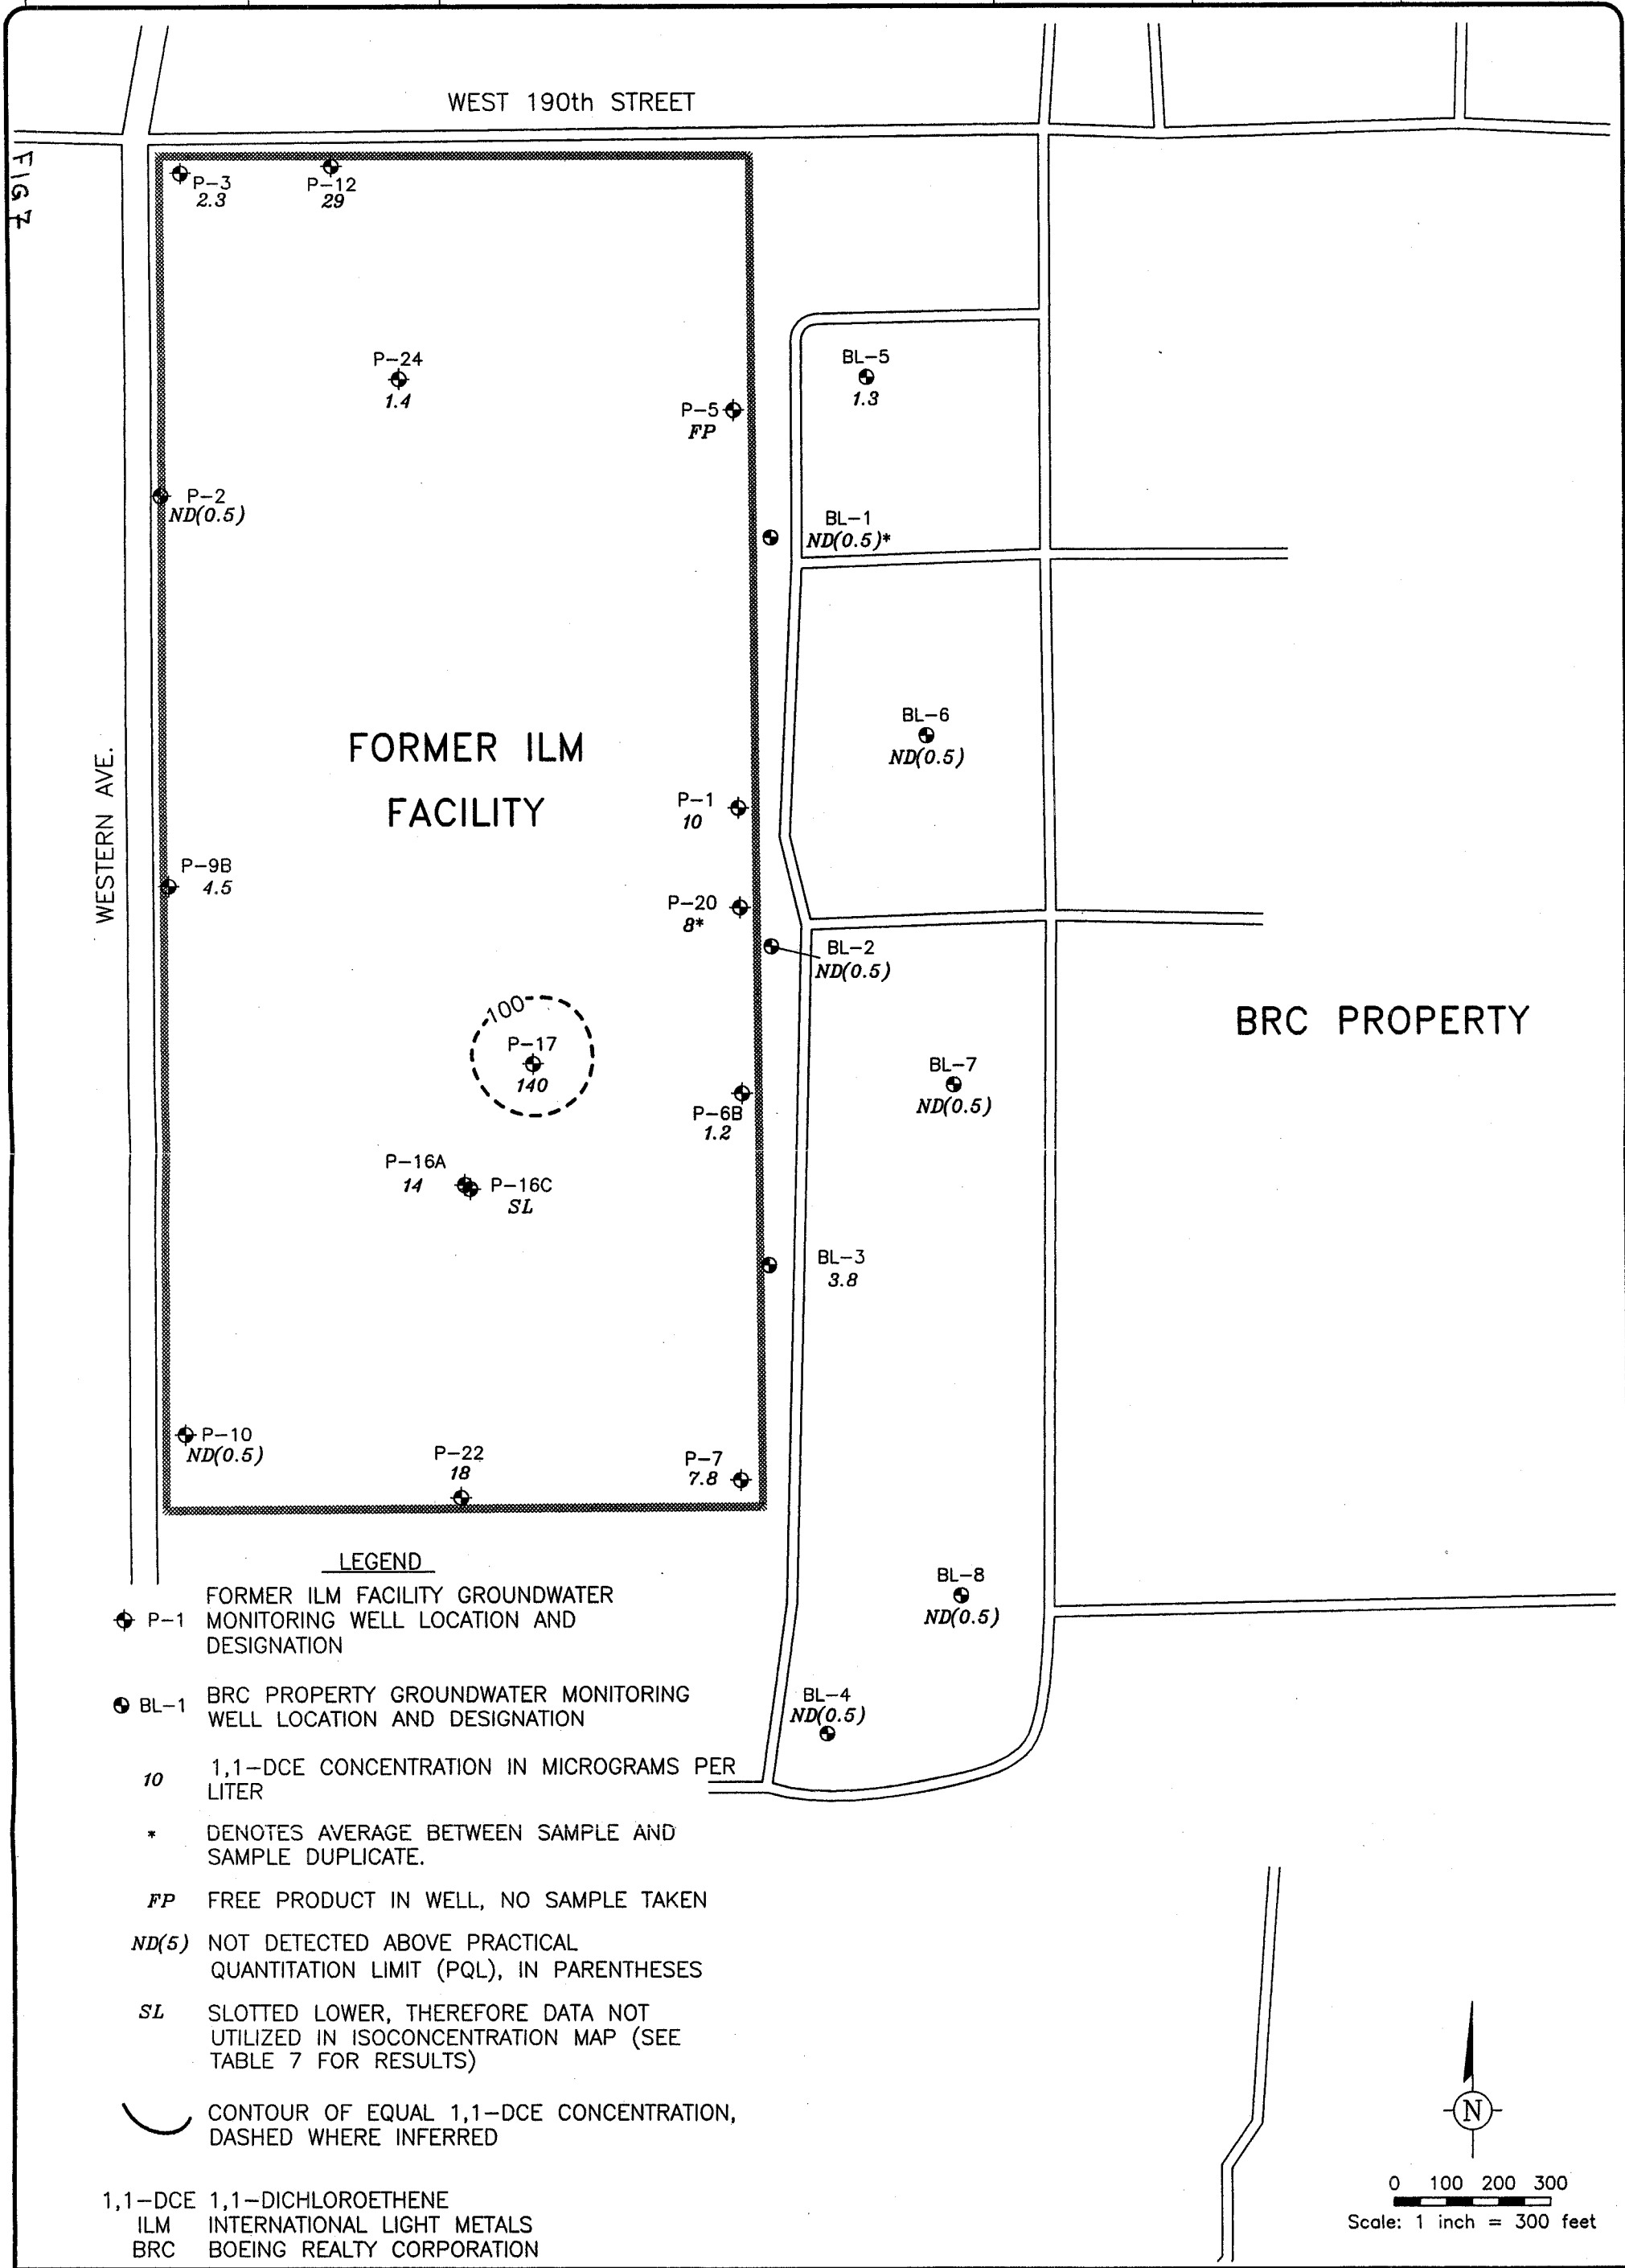 WEST 190th STREET
FIG 7
P-3
2.3
P-12
29
P-24
1.4
BL-5
1.3
P-5
FP
P-2
ND(0.5)
BL-1
ND(0.5)*
BL-6
ND(0.5)
FORMER ILM
FACILITY
WESTERN AVE.
P-1
10
P-9B
4.5
P-20
8*
BL-2
ND(0.5)
100
P-17
140
BRC PROPERTY
BL-7
ND(0.5)
P-6B
1.2
P-16A
14
P-16C
SL
BL-3
3.8
P-10
ND(0.5)
P-22
18
P-7
7.8
BL-8
ND(0.5)
BL-4
ND(0.5)
LEGEND
P-1 FORMER ILM FACILITY GROUNDWATER
MONITORING WELL LOCATION AND
DESIGNATION
BL-1 BRC PROPERTY GROUNDWATER MONITORING
WELL LOCATION AND DESIGNATION
10 1,1-DCE CONCENTRATION IN MICROGRAMS PER
LITER
* DENOTES AVERAGE BETWEEN SAMPLE AND
SAMPLE DUPLICATE.
FP FREE PRODUCT IN WELL, NO SAMPLE TAKEN
ND(5) NOT DETECTED ABOVE PRACTICAL
QUANTITATION LIMIT (PQL), IN PARENTHESES
SL SLOTTED LOWER, THEREFORE DATA NOT
UTILIZED IN ISOCONCENTRATION MAP (SEE
TABLE 7 FOR RESULTS)
CONTOUR OF EQUAL 1,1-DCE CONCENTRATION,
DASHED WHERE INFERRED
1,1-DCE 1,1-DICHLOROETHENE
ILM INTERNATIONAL LIGHT METALS
BRC BOEING REALTY CORPORATION
N
0 100 200 300
Scale: 1 inch = 300 feet